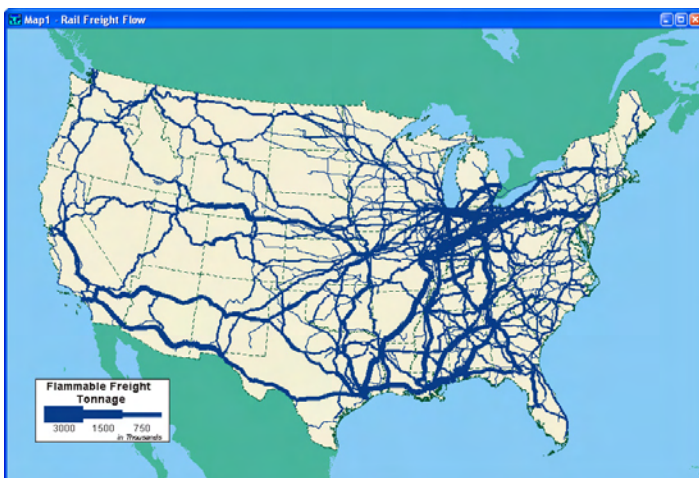 Map1 - Rail Freight Flow
Flammable Freight
Tonnage
3000 1500 750
in Thousands